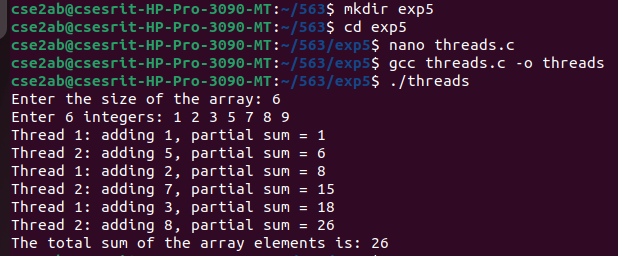 cse2ab@csesrit-HP-Pro-3090-MT:~/563$ mkdir exp5
cse2ab@csesrit-HP-Pro-3090-MT:~/563$ cd exp5
cse2ab@csesrit-HP-Pro-3090-MT:~/563/exp5$ nano threads.c
cse2ab@csesrit-HP-Pro-3090-MT:~/563/exp5$ gcc threads.c -o threads
cse2ab@csesrit-HP-Pro-3090-MT:~/563/exp5$ ./threads
Enter the size of the array: 6
Enter 6 integers: 1 2 3 5 7 8 9
Thread 1: adding 1, partial sum = 1
Thread 2: adding 5, partial sum = 6
Thread 1: adding 2, partial sum = 8
Thread 2: adding 7, partial sum = 15
Thread 1: adding 3, partial sum = 18
Thread 2: adding 8, partial sum = 26
The total sum of the array elements is: 26